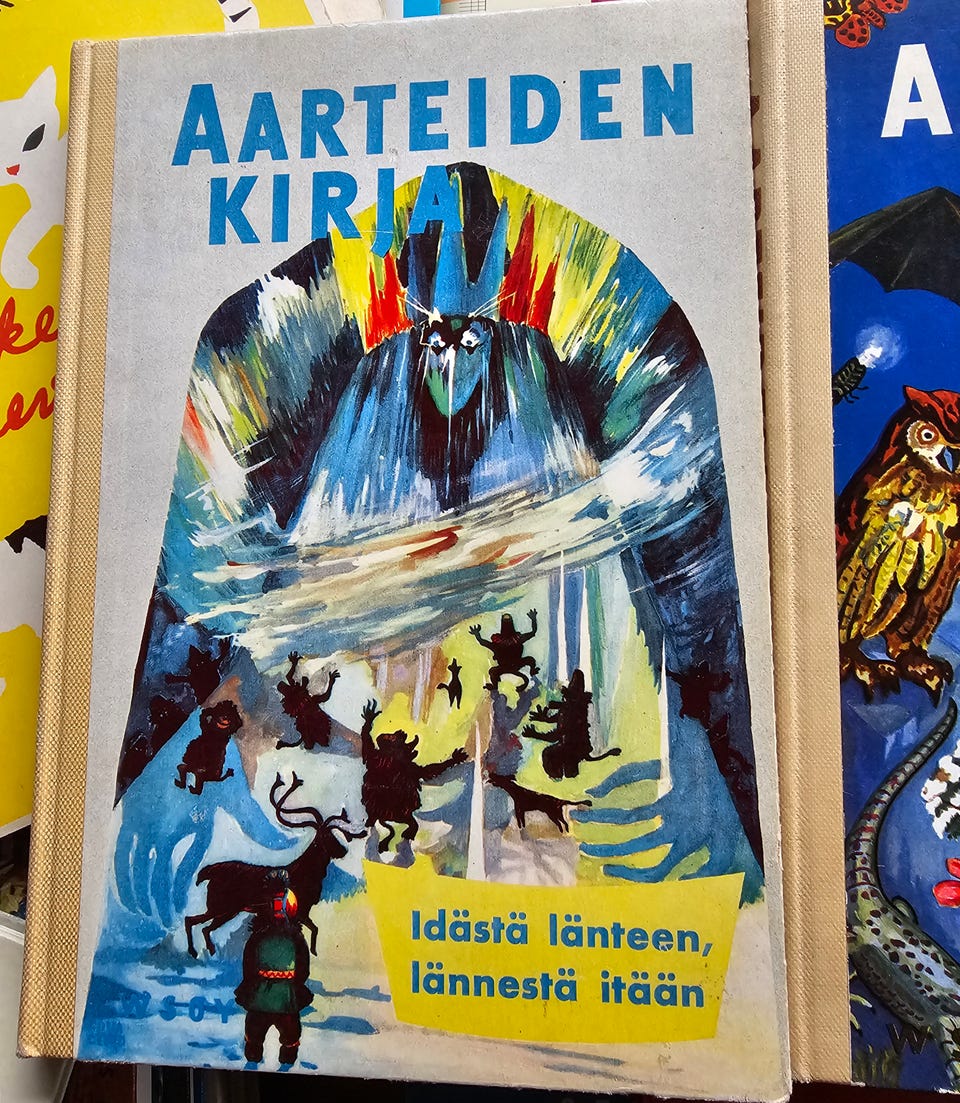 AARTEIDEN
KIRJA
Idästä länteen,
lännestä itään
WSOY
A
W